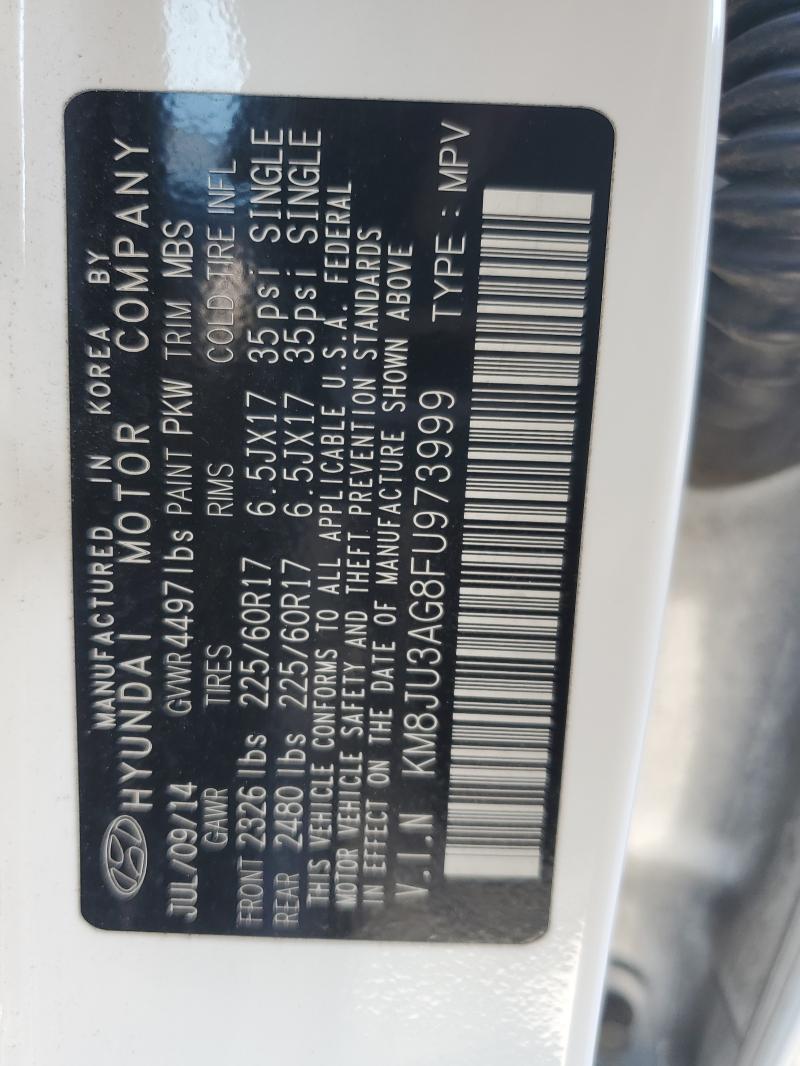 MANUFACTURED IN KOREA BY
HYUNDAI MOTOR COMPANY
JUL/09/14 GVWR 4497 lbs PAINT PKW TRIM MBS
GAWR TIRES RIMS COLD TIRE INFL
FRONT 2326 lbs 225/60R17 6.5JX17 35psi SINGLE
REAR 2480 lbs 225/60R17 6.5JX17 35psi SINGLE
THIS VEHICLE CONFORMS TO ALL APPLICABLE U.S.A. FEDERAL
MOTOR VEHICLE SAFETY AND THEFT PREVENTION STANDARDS
IN EFFECT ON THE DATE OF MANUFACTURE SHOWN ABOVE
V.I.N KM8JU3AG8FU973999 TYPE : MPV